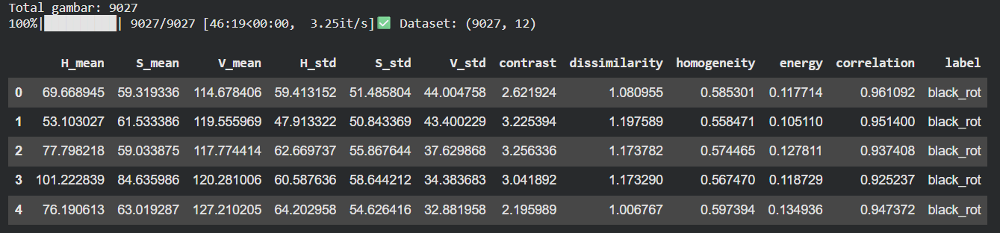 Total gambar: 9027
100%|██████████| 9027/9027 [46:19<00:00, 3.25it/s]✅ Dataset: (9027, 12)
H_mean S_mean V_mean H_std S_std V_std contrast dissimilarity homogeneity energy correlation label
0 69.668945 59.319336 114.678406 59.413152 51.485804 44.004758 2.621924 1.080955 0.585301 0.117714 0.961092 black_rot
1 53.103027 61.533386 119.555969 47.913322 50.843369 43.400229 3.225394 1.197589 0.558471 0.105110 0.951400 black_rot
2 77.798218 59.033875 117.774414 62.669737 55.867644 37.629868 3.256336 1.173782 0.574465 0.127811 0.937408 black_rot
3 101.222839 84.635986 120.281006 60.587636 58.644212 34.383683 3.041892 1.173290 0.567470 0.118729 0.925237 black_rot
4 76.190613 63.019287 127.210205 64.202958 54.626416 32.881958 2.195989 1.006767 0.597394 0.134936 0.947372 black_rot